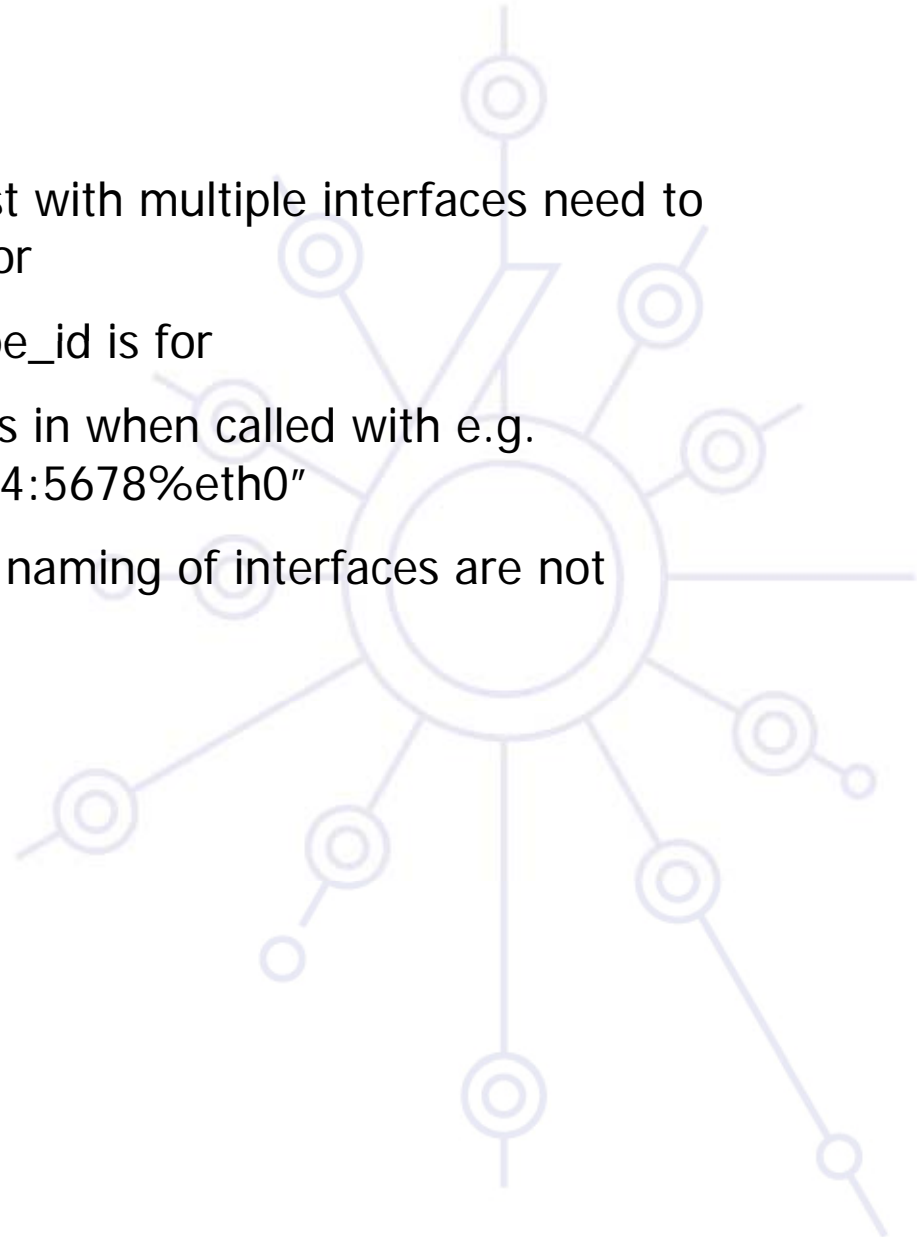 st with multiple interfaces need to
or
pe_id is for
s in when called with e.g.
4:5678%eth0”
naming of interfaces are not